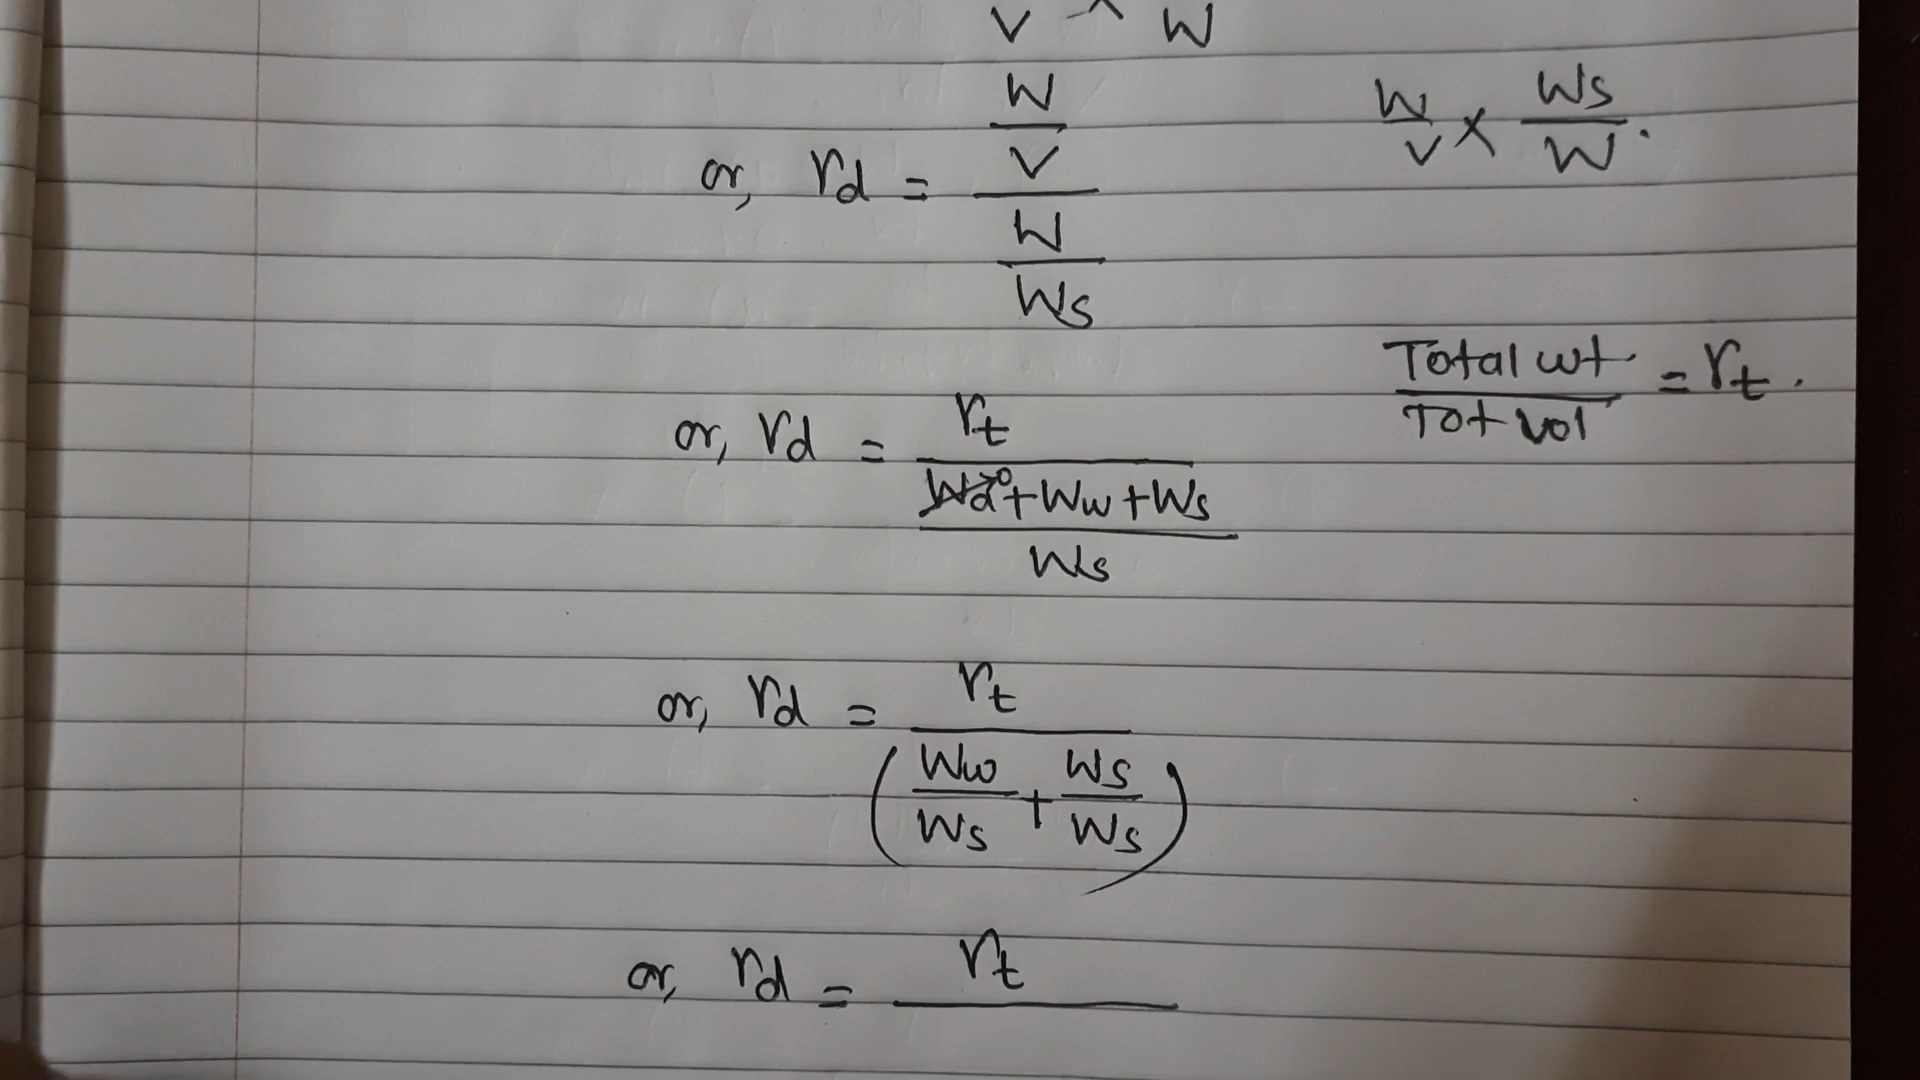 V × W
or, γd = (W/V) / (W/Ws)
W/V × Ws/W.
Total wt. / Tot vol = γt.
or, γd = γt / ((Wa→0 + Ww + Ws) / Ws)
or, γd = γt / (Ww/Ws + Ws/Ws)
or, γd = γt /